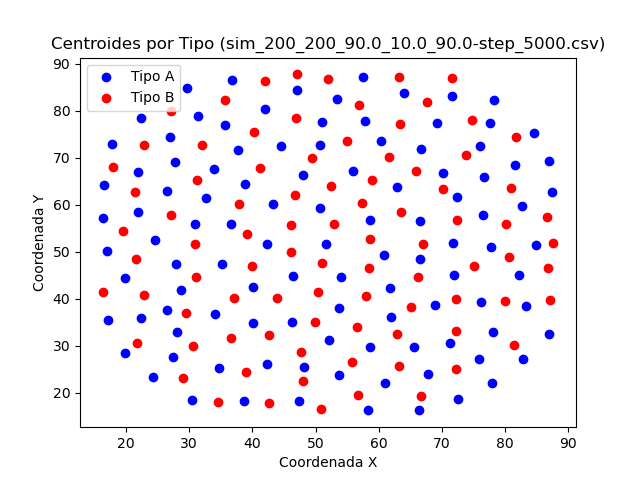 Centroides por Tipo (sim_200_200_90.0_10.0_90.0-step_5000.csv)
Tipo A
Tipo B
90
80
70
60
50
40
30
20
Coordenada Y
20 30 40 50 60 70 80 90
Coordenada X